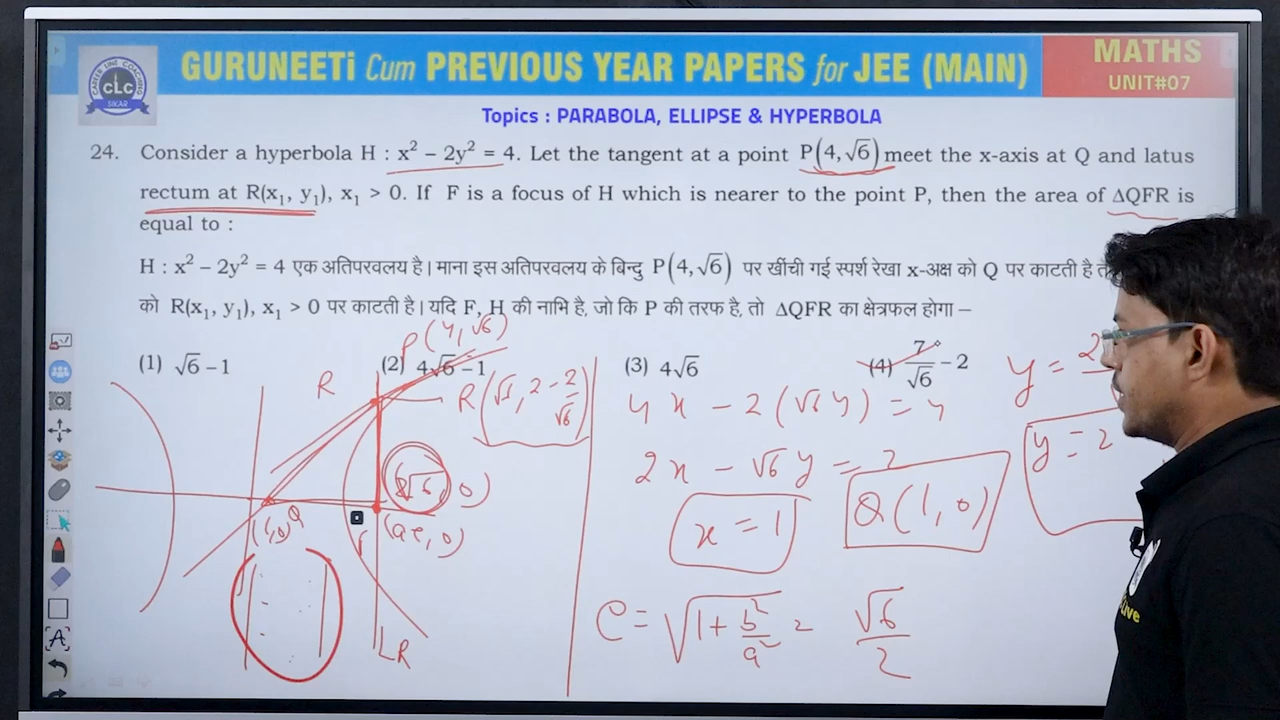 CAREER LINE COACHING
CLC
SIKAR
GURUNEETi Cum PREVIOUS YEAR PAPERS for JEE (MAIN)
MATHS
UNIT#07
Topics : PARABOLA, ELLIPSE & HYPERBOLA
24. Consider a hyperbola H : x² − 2y² = 4. Let the tangent at a point P(4, √6) meet the x-axis at Q and latus
rectum at R(x₁, y₁), x₁ > 0. If F is a focus of H which is nearer to the point P, then the area of ΔQFR is
equal to :
H : x² − 2y² = 4 एक अतिपरवलय है। माना इस अतिपरवलय के बिन्दु P(4, √6) पर खींची गई स्पर्श रेखा x-अक्ष को Q पर काटती है
को R(x₁, y₁), x₁ > 0 पर काटती है। यदि F, H की नाभि है, जो कि P की तरफ है, तो ΔQFR का क्षेत्रफल होगा –
(1) √6 − 1
(2) 4√6 − 1
(3) 4√6
(4) 7/√6 − 2
P(4, √6)
R
R(√6, 2 − 2/√6)
(√6, 0)
(1,0) Q
(ae, 0)
LR
4x − 2(√6y) = 4
2x − √6y = 2
x = 1
Q(1, 0)
e = √(1 + b²/a²) = √6/2
y = 2